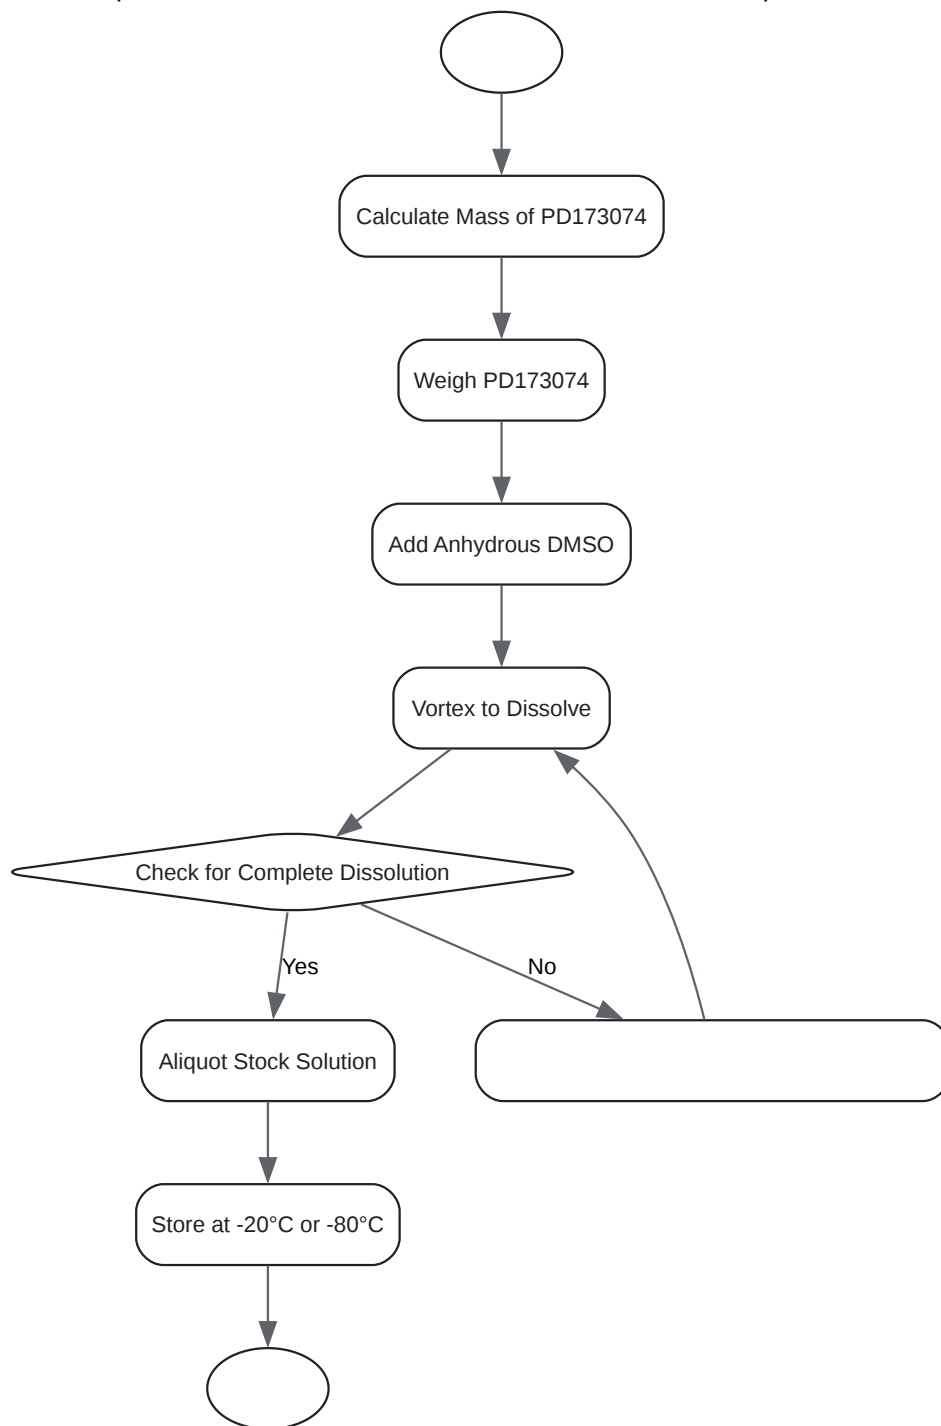 Calculate Mass of PD173074
Weigh PD173074
Add Anhydrous DMSO
Vortex to Dissolve
Check for Complete Dissolution
Yes
No
Aliquot Stock Solution
Store at -20°C or -80°C